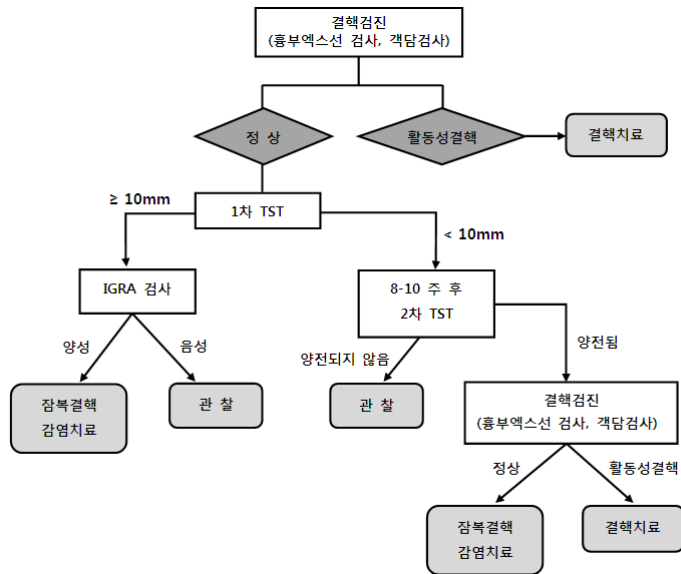 결핵검진
(흉부엑스선 검사, 객담검사)
정 상
활동성결핵
결핵치료
≥ 10mm
1차 TST
< 10mm
IGRA 검사
8-10 주 후
2차 TST
양성
음성
양전되지 않음
양전됨
잠복결핵
감염치료
관 찰
관 찰
결핵검진
(흉부엑스선 검사, 객담검사)
정상
활동성결핵
잠복결핵
감염치료
결핵치료